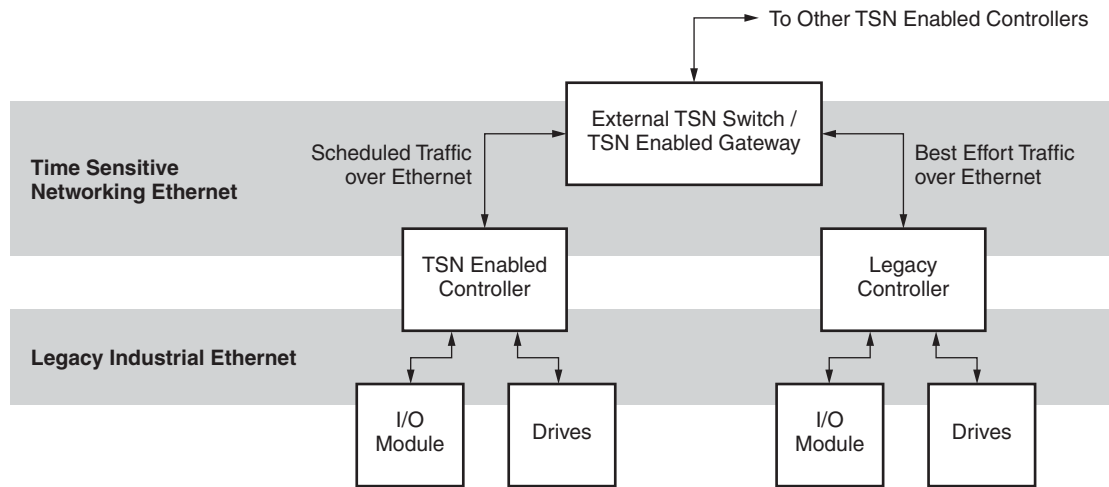 To Other TSN Enabled Controllers
External TSN Switch /
TSN Enabled Gateway
Scheduled Traffic
over Ethernet
Best Effort Traffic
over Ethernet
Time Sensitive
Networking Ethernet
TSN Enabled
Controller
Legacy
Controller
Legacy Industrial Ethernet
I/O
Module
Drives
I/O
Module
Drives